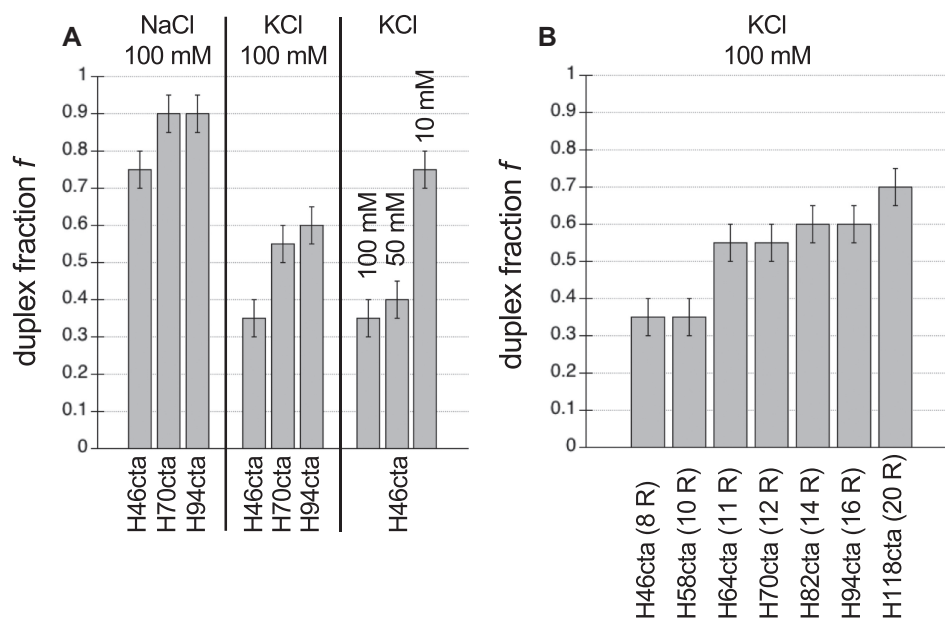 A
NaCl
100 mM
KCl
100 mM
KCl
duplex fraction f
1
0.9
0.8
0.7
0.6
0.5
0.4
0.3
0.2
0.1
0
100 mM
50 mM
10 mM
H46cta
H70cta
H94cta
H46cta
H70cta
H94cta
H46cta
B
KCl
100 mM
duplex fraction f
1
0.9
0.8
0.7
0.6
0.5
0.4
0.3
0.2
0.1
0
H46cta (8 R)
H58cta (10 R)
H64cta (11 R)
H70cta (12 R)
H82cta (14 R)
H94cta (16 R)
H118cta (20 R)